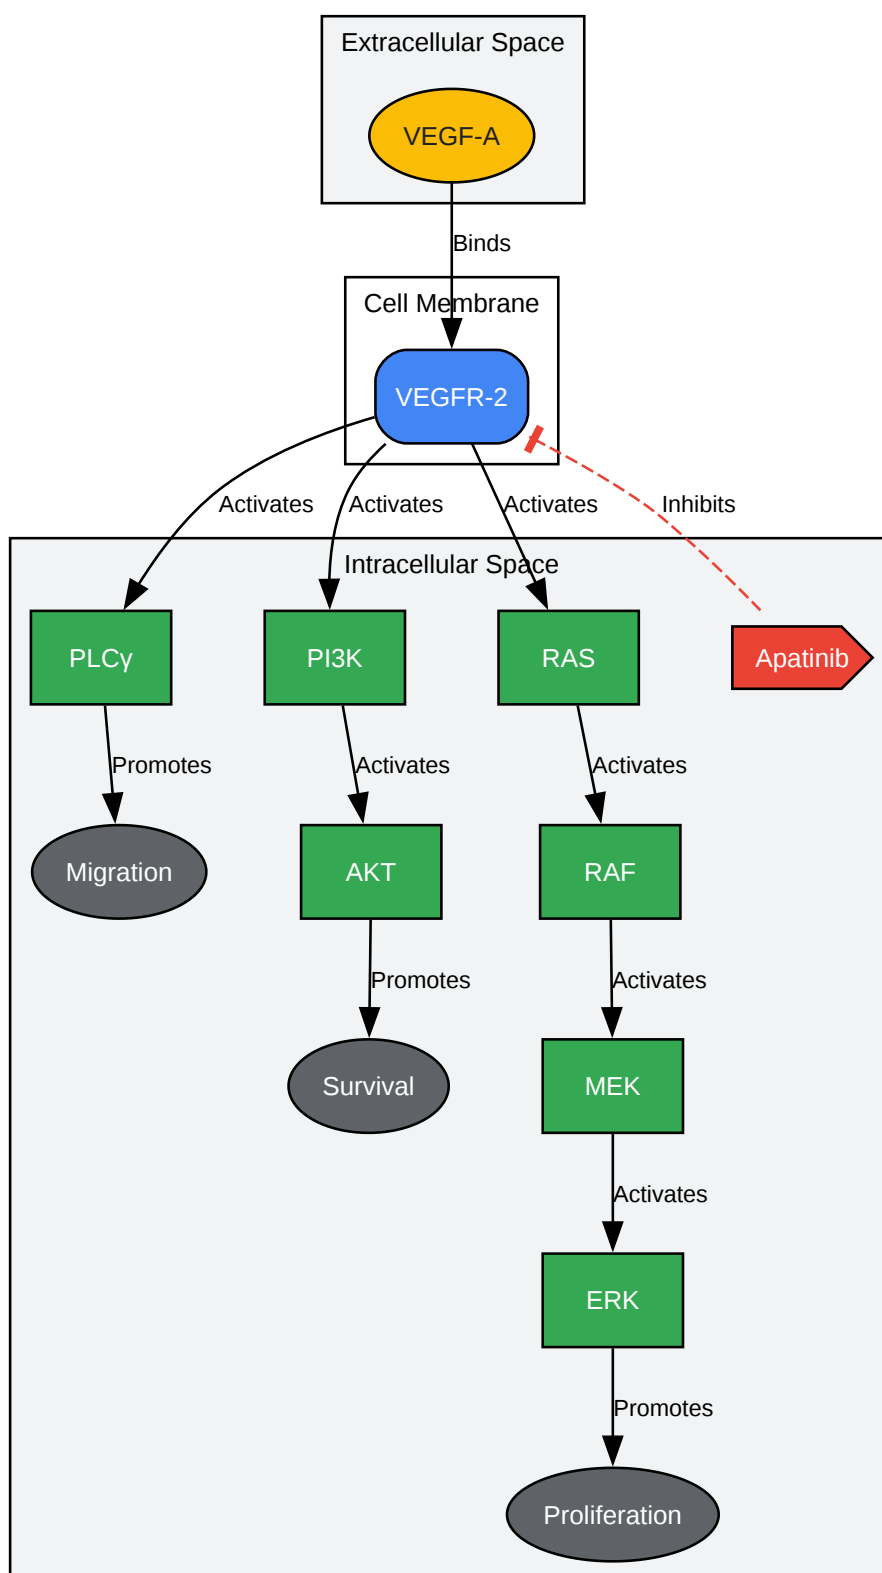 Extracellular Space
VEGF-A
Binds
Cell Membrane
VEGFR-2
Activates
Activates
Activates
Inhibits
Intracellular Space
PLCγ
PI3K
RAS
Apatinib
Promotes
Activates
Activates
Migration
AKT
RAF
Promotes
Activates
Survival
MEK
Activates
ERK
Promotes
Proliferation